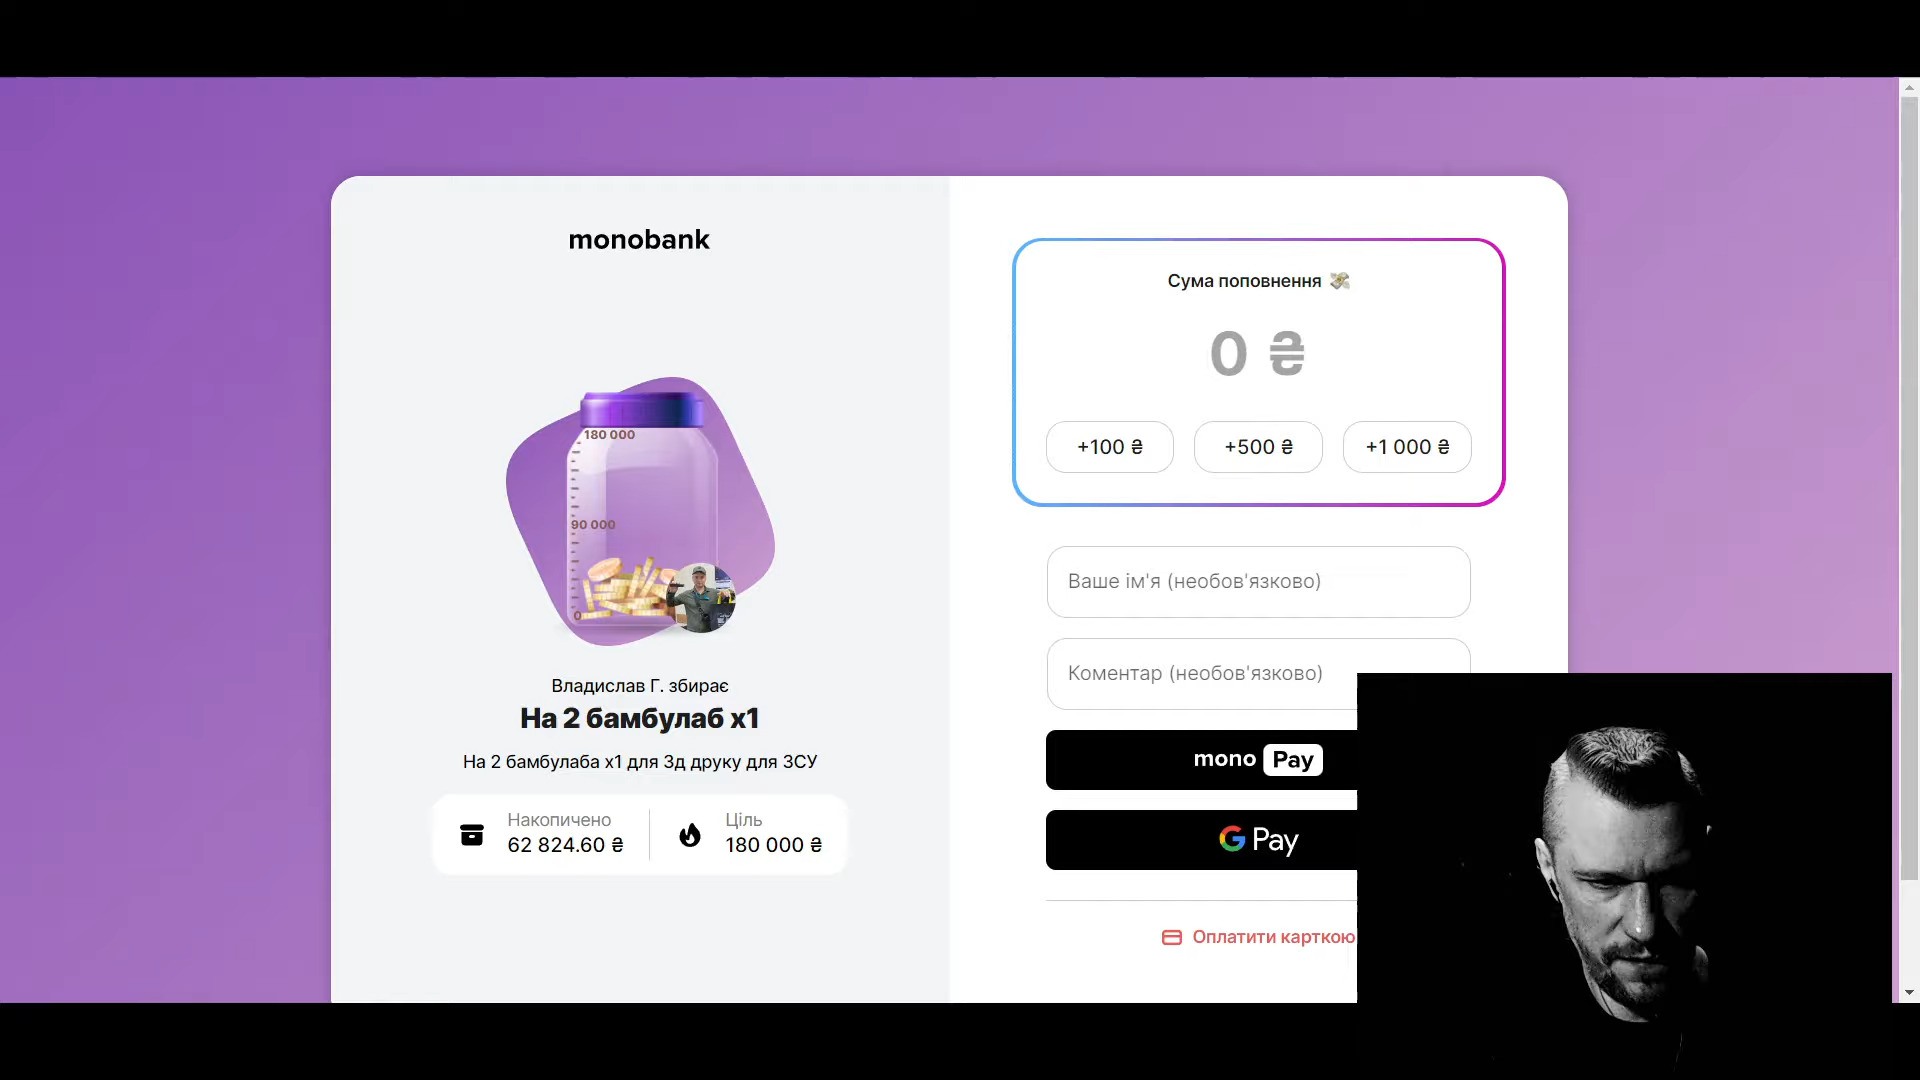 monobank
180 000
90 000
0
Владислав Г. збирає
На 2 бамбулаб х1
На 2 бамбулаба х1 для 3д друку для ЗСУ
Накопичено
62 824.60 ₴
Ціль
180 000 ₴
Сума поповнення 💸
0 ₴
+100 ₴
+500 ₴
+1 000 ₴
Ваше ім'я (необов'язково)
Коментар (необов'язково)
mono Pay
G Pay
Оплатити карткою